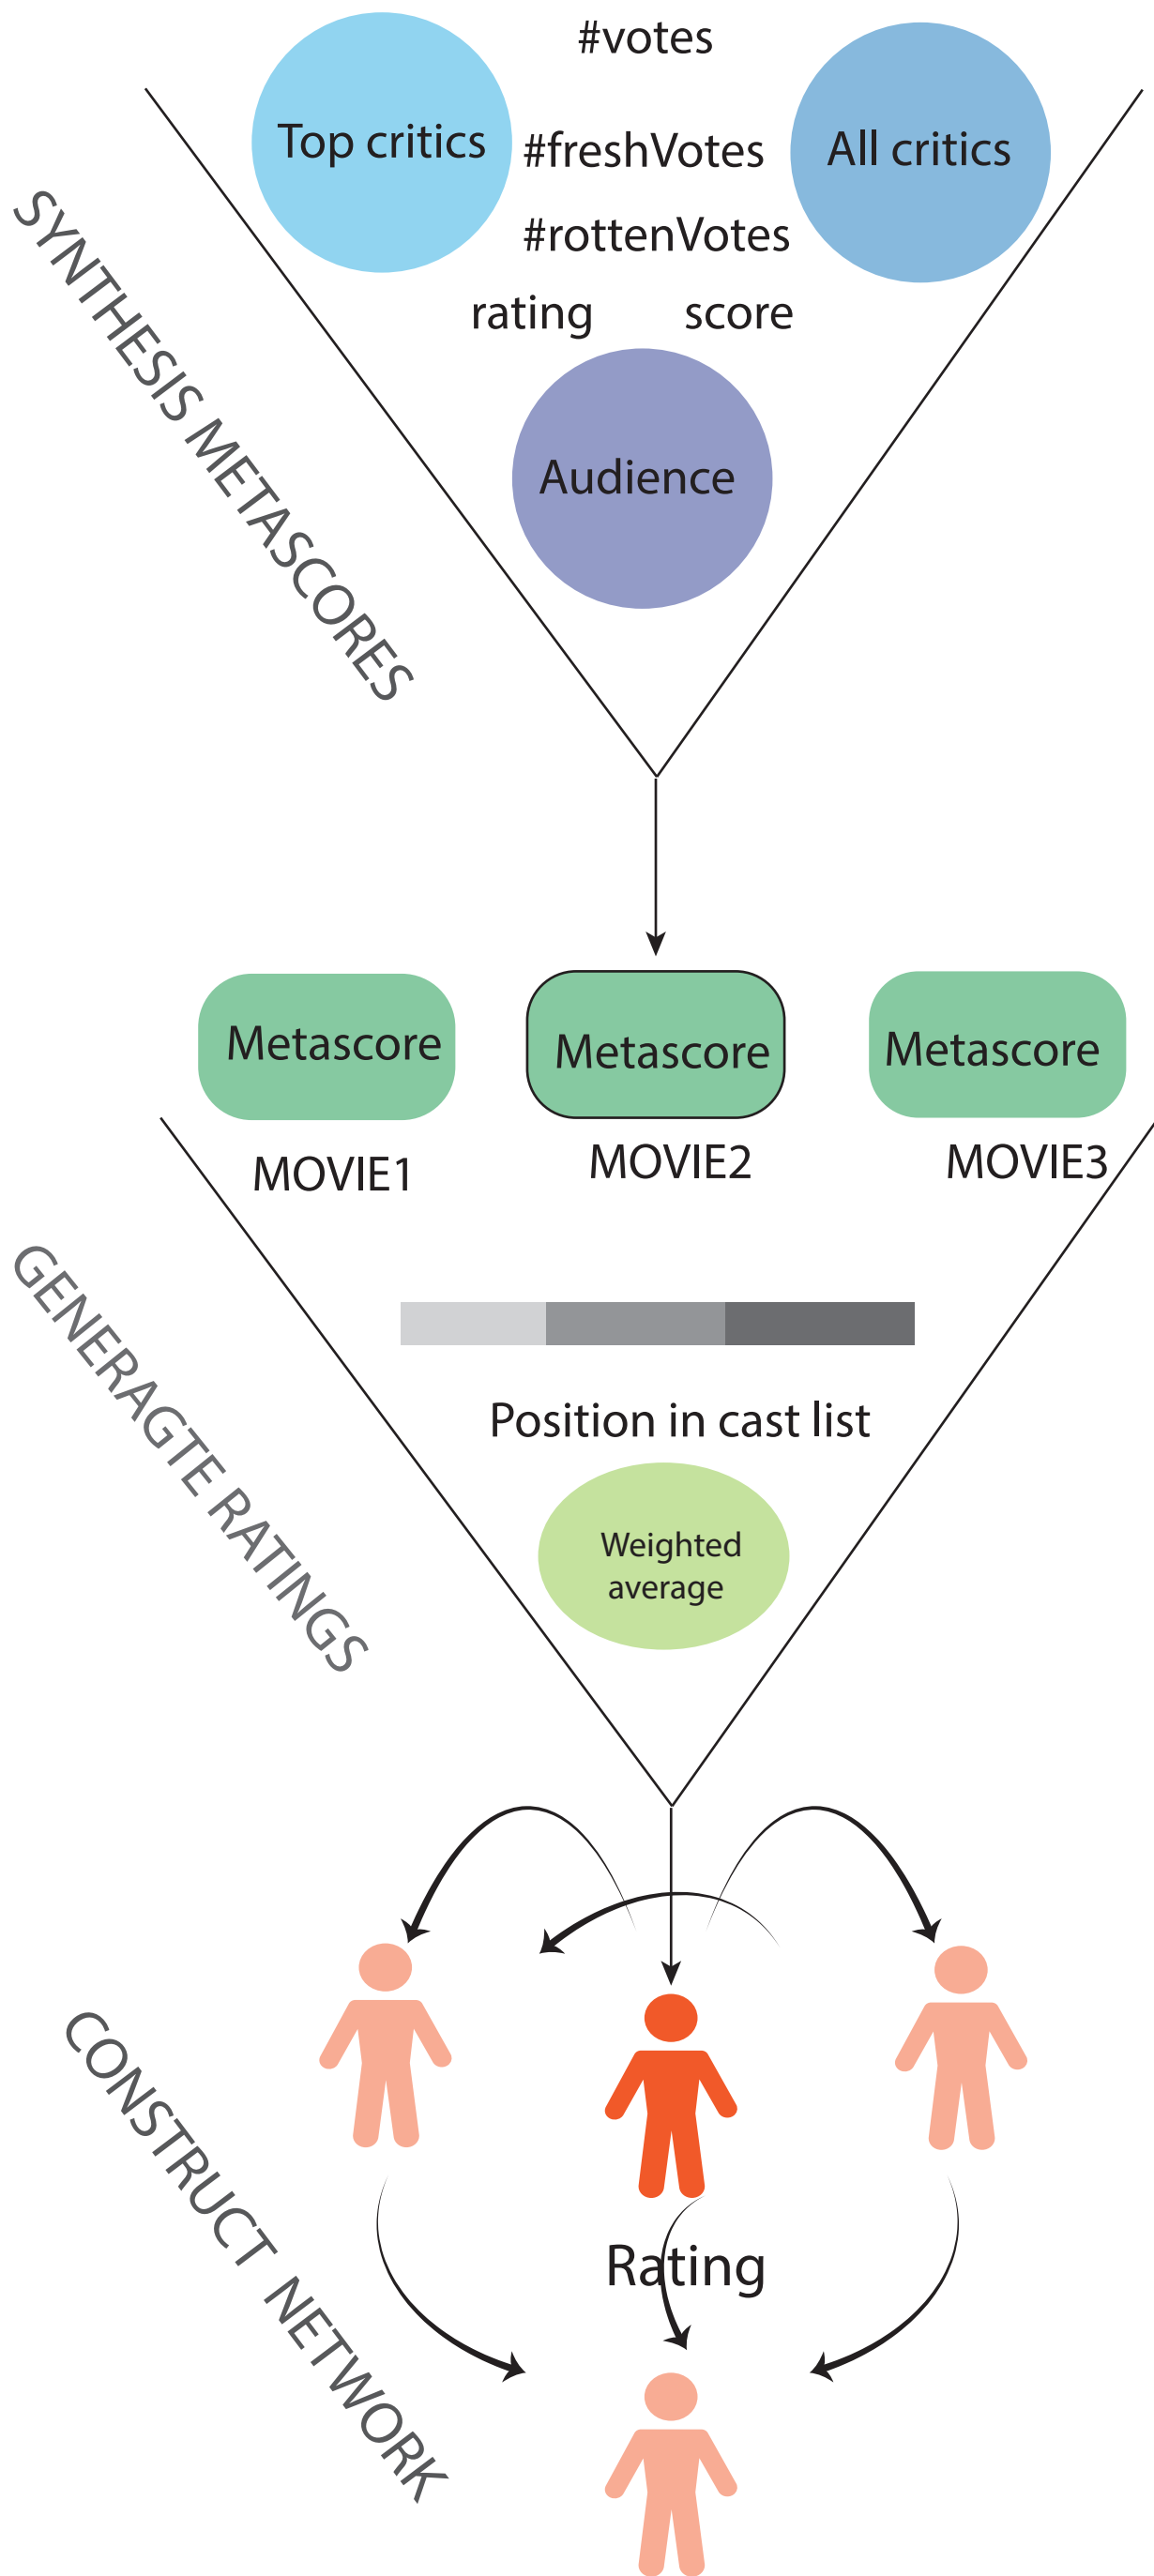 #votes
Top critics
#freshVotes
All critics
#rottenVotes
rating
score
Audience
SYNTHESIS METASCORES
Metascore
Metascore
Metascore
MOVIE1
MOVIE2
MOVIE3
Position in cast list
Weighted
average
GENERAGTE RATINGS
Rating
CONSTRUCT NETWORK